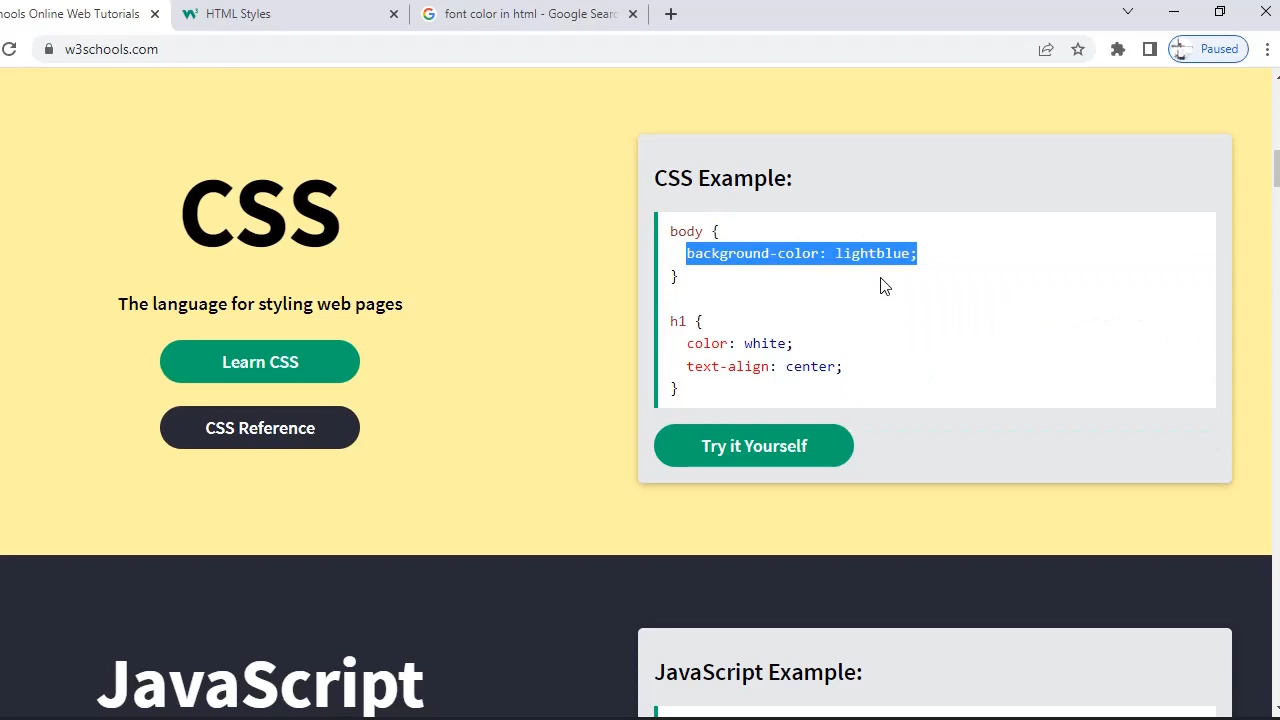 hools Online Web Tutorials
HTML Styles
font color in html - Google Sear
w3schools.com
Paused
CSS
The language for styling web pages
Learn CSS
CSS Reference
CSS Example:
body {
background-color: lightblue;
}
h1 {
color: white;
text-align: center;
}
Try it Yourself
JavaScript
JavaScript Example: